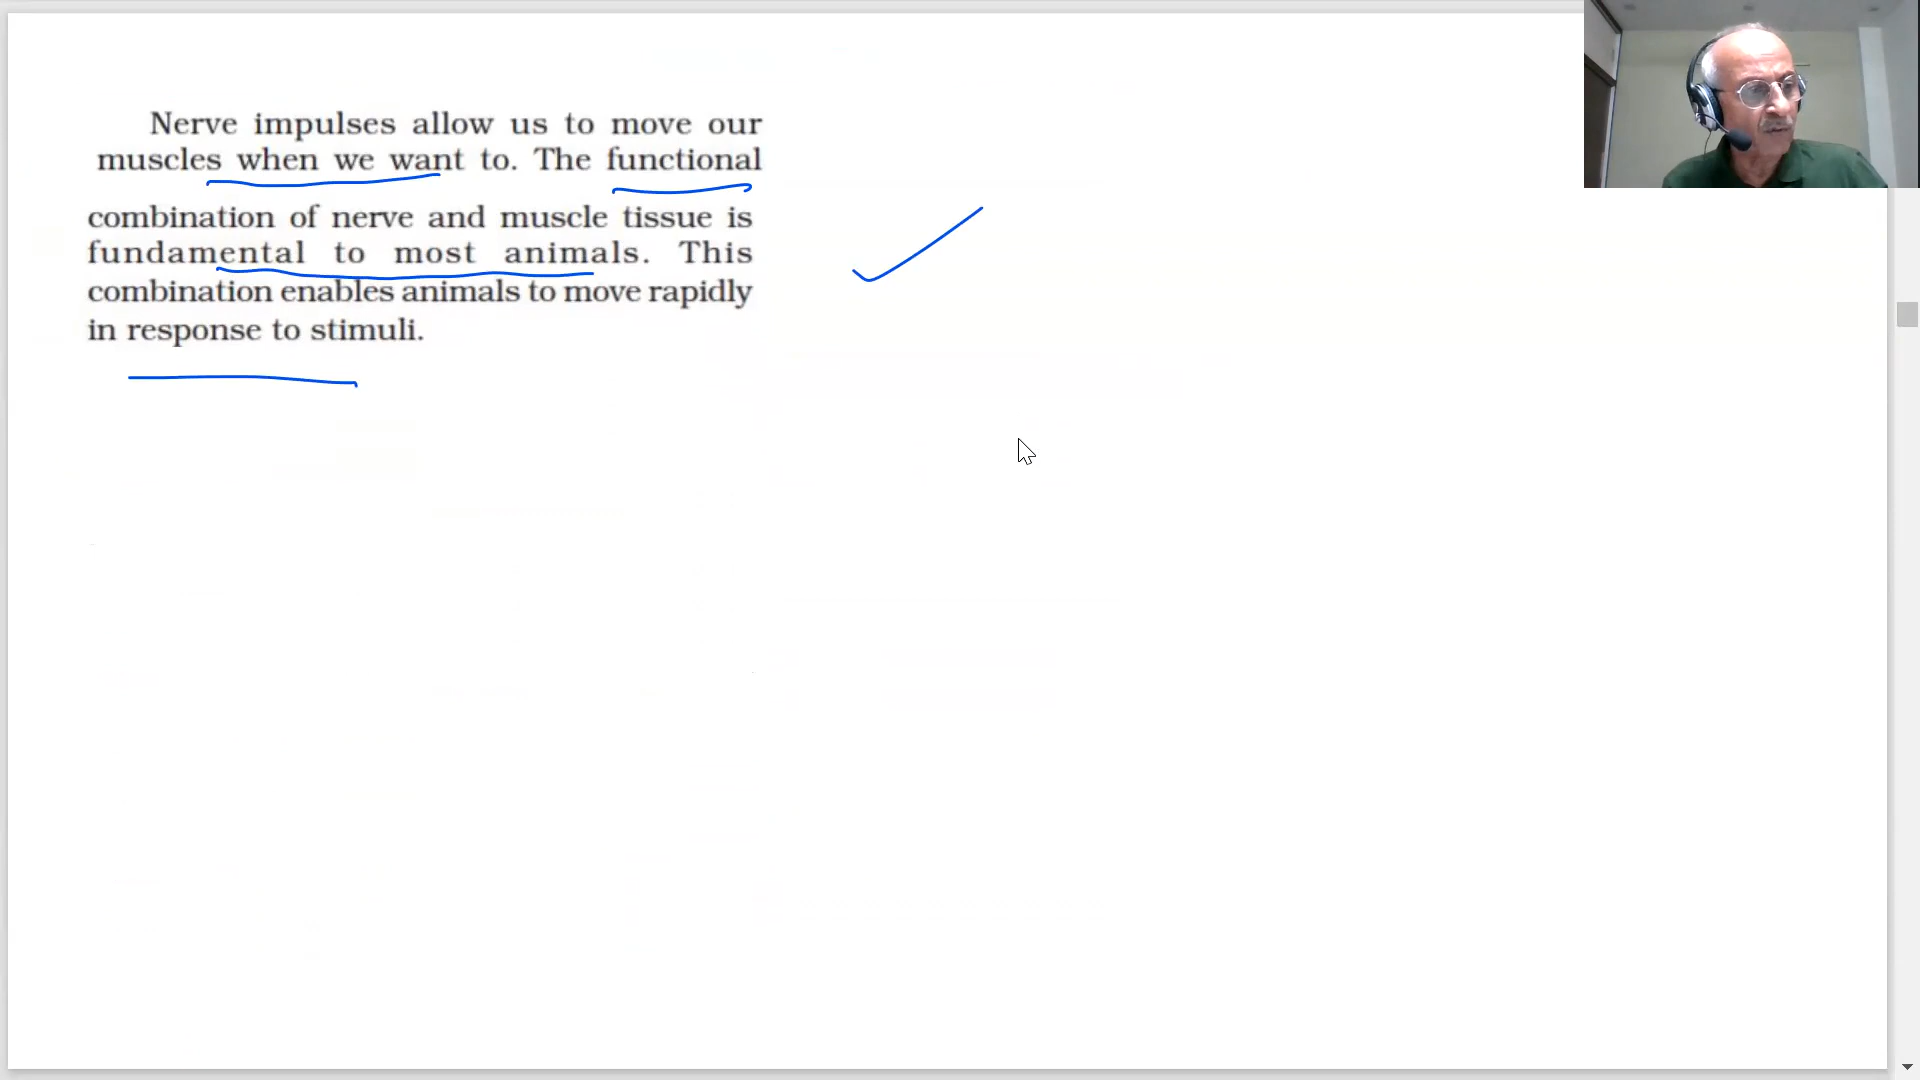 Nerve impulses allow us to move our
muscles when we want to. The functional
combination of nerve and muscle tissue is
fundamental to most animals. This
combination enables animals to move rapidly
in response to stimuli.